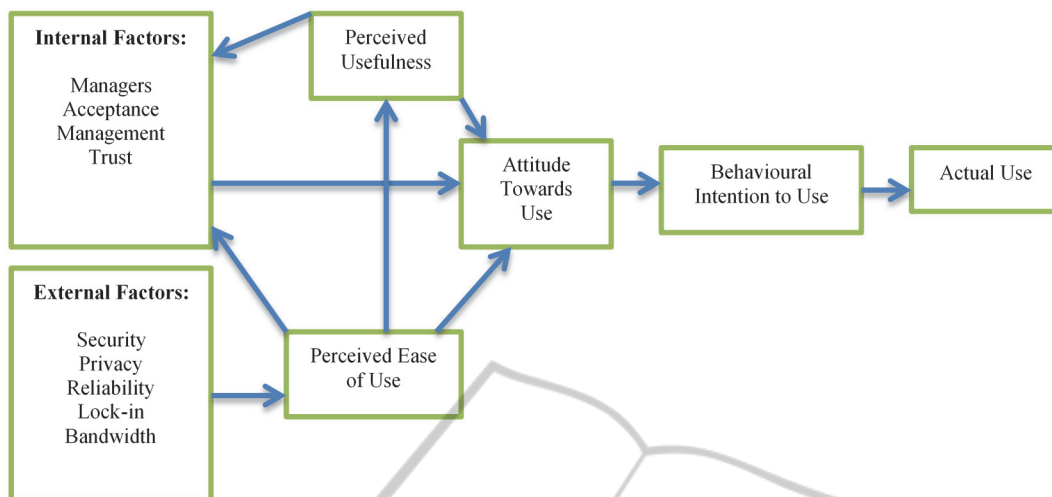 Internal Factors:
Managers
Acceptance
Management
Trust
Perceived
Usefulness
Attitude
Towards
Use
Behavioural
Intention to Use
Actual Use
External Factors:
Security
Privacy
Reliability
Lock-in
Bandwidth
Perceived Ease
of Use